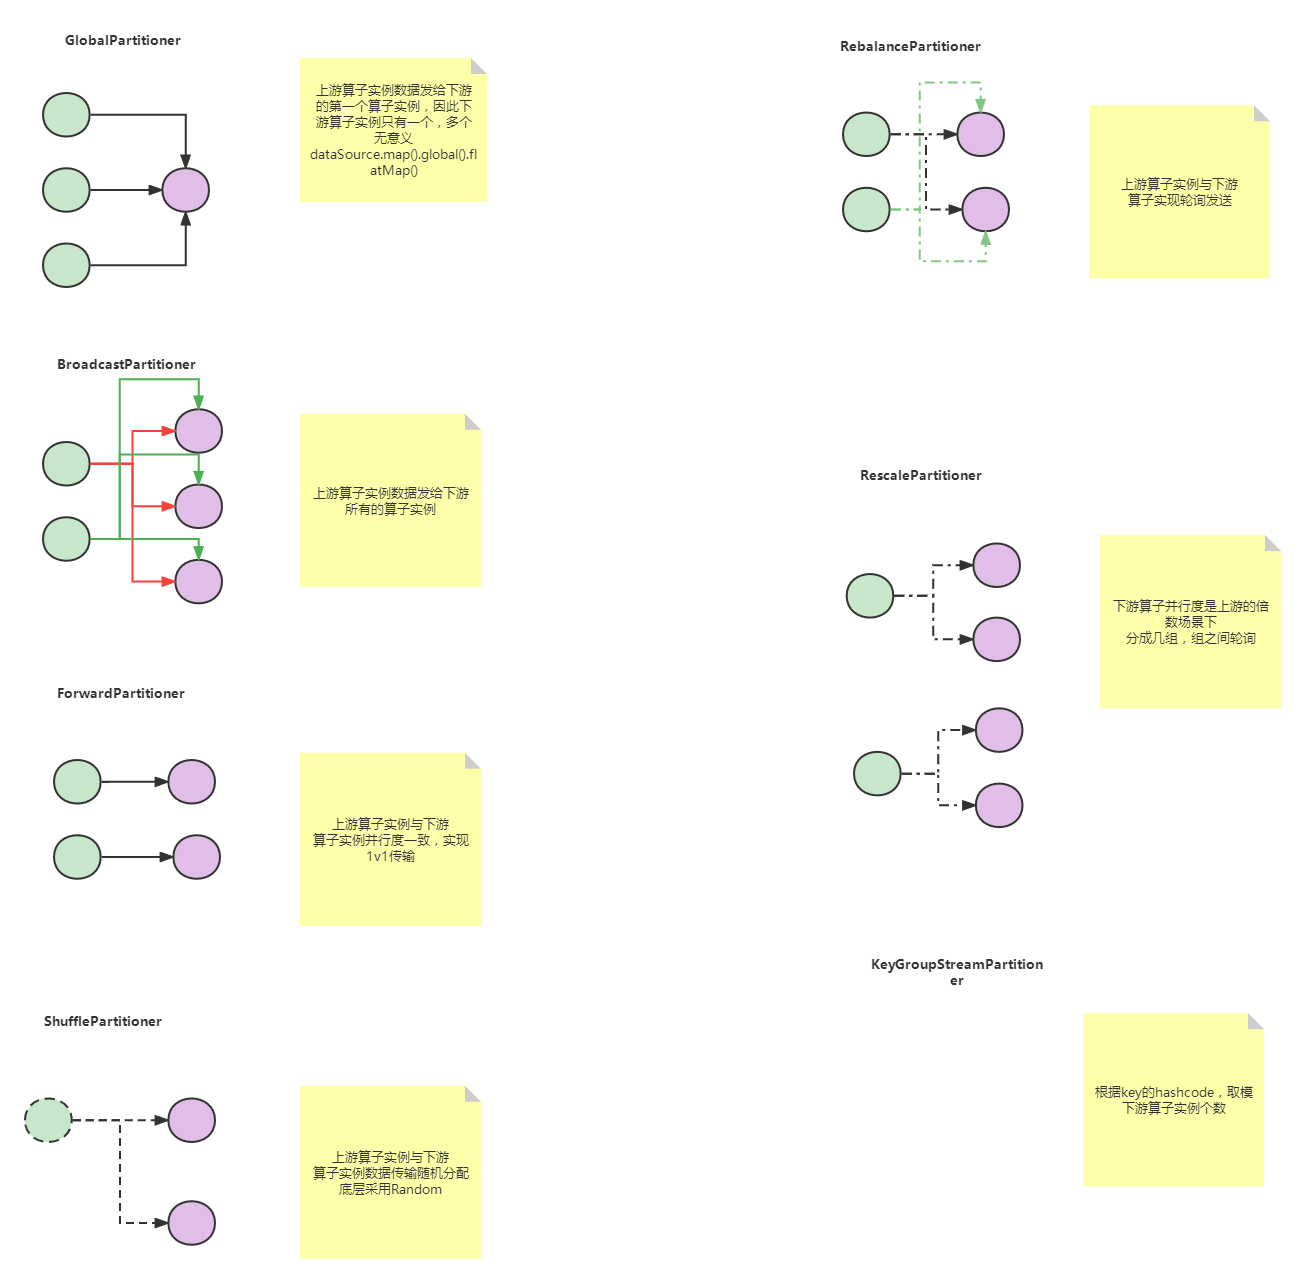 GlobalPartitioner
上游算子实例数据发给下游
的第一个算子实例，因此下
游算子实例只有一个，多个
无意义
dataSource.map().global().fl
atMap()
BroadcastPartitioner
上游算子实例数据发给下游
所有的算子实例
ForwardPartitioner
上游算子实例与下游
算子实例并行度一致，实现
1v1传输
ShufflePartitioner
上游算子实例与下游
算子实例数据传输随机分配
底层采用Random
RebalancePartitioner
上游算子实例与下游
算子实现轮询发送
RescalePartitioner
下游算子并行度是上游的倍
数场景下
分成几组，组之间轮询
KeyGroupStreamPartition
er
根据key的hashcode，取模
下游算子实例个数